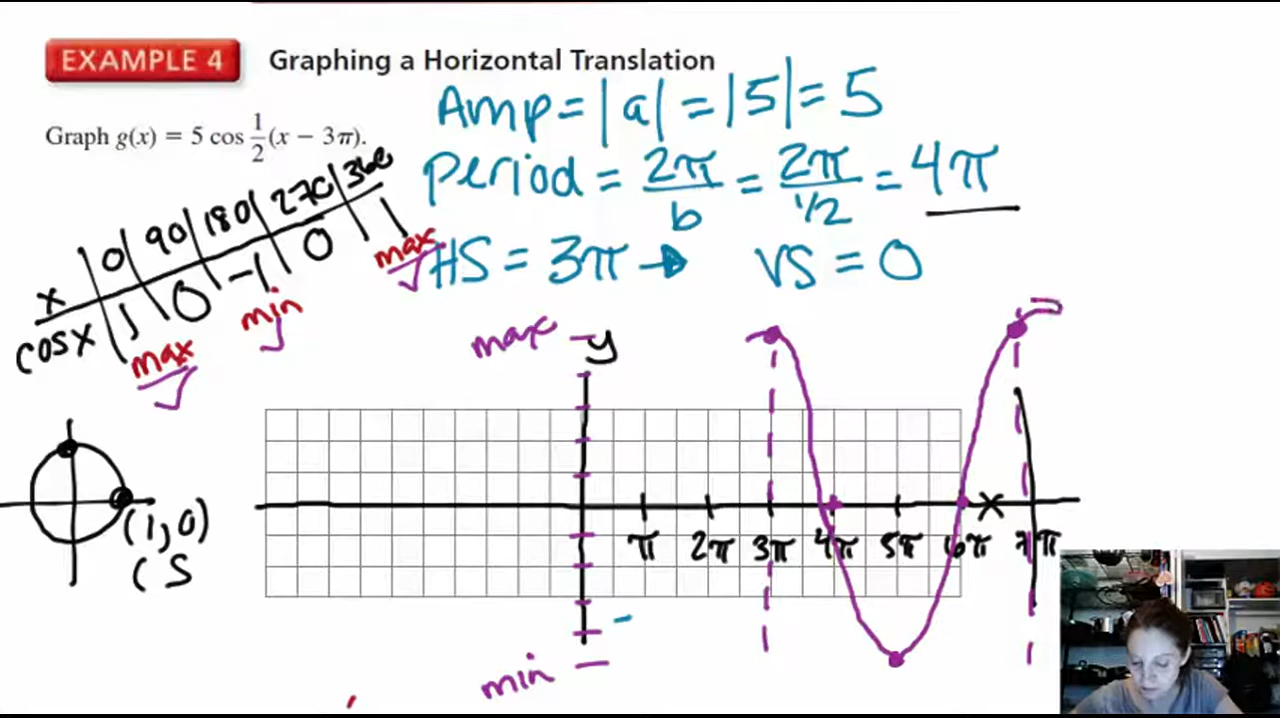 EXAMPLE 4 Graphing a Horizontal Translation
Amp = |a| = |5| = 5
Graph g(x) = 5 cos 1/2 (x − 3π).
Period = 2π/b = 2π/1/2 = 4π
HS = 3π → VS = 0
x | 0 | 90 | 180 | 270 | 360
cosx | 1 | 0 | -1 | 0 | 1
max min max
max y
(1,0)
(S
π 2π 3π 4π 5π 6π x 7π
min